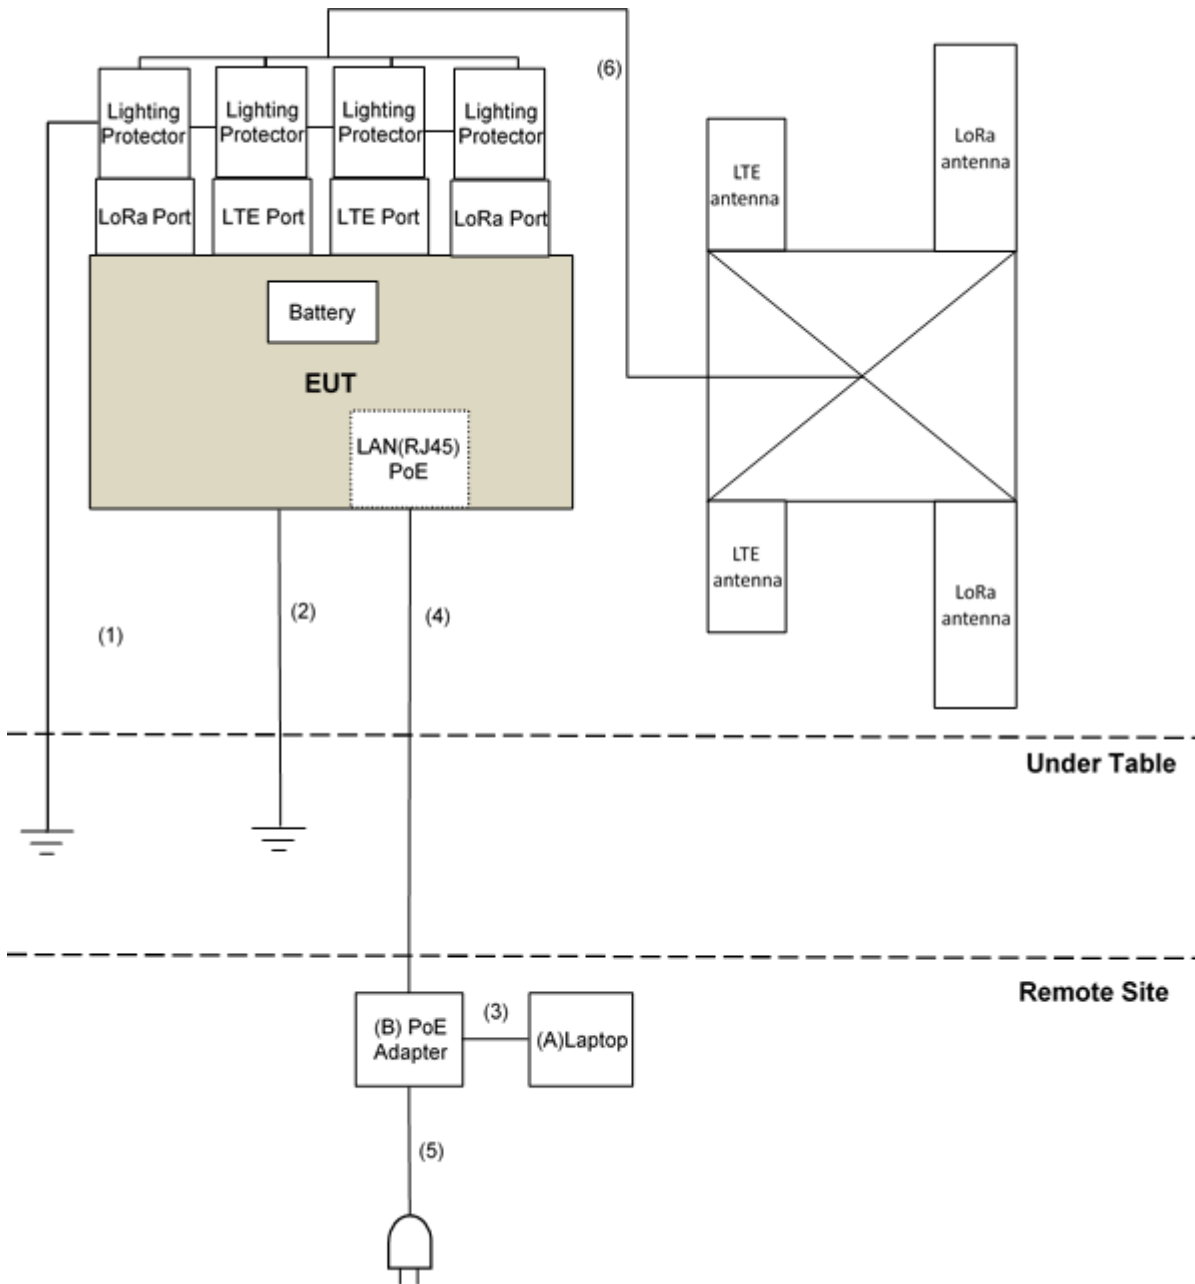 (6)
Lighting
Protector
Lighting
Protector
Lighting
Protector
Lighting
Protector
LoRa Port
LTE Port
LTE Port
LoRa Port
LTE
antenna
LoRa
antenna
Battery
EUT
LAN(RJ45)
PoE
LTE
antenna
LoRa
antenna
(1)
(2)
(4)
Under Table
Remote Site
(B) PoE
Adapter
(3)
(A)Laptop
(5)